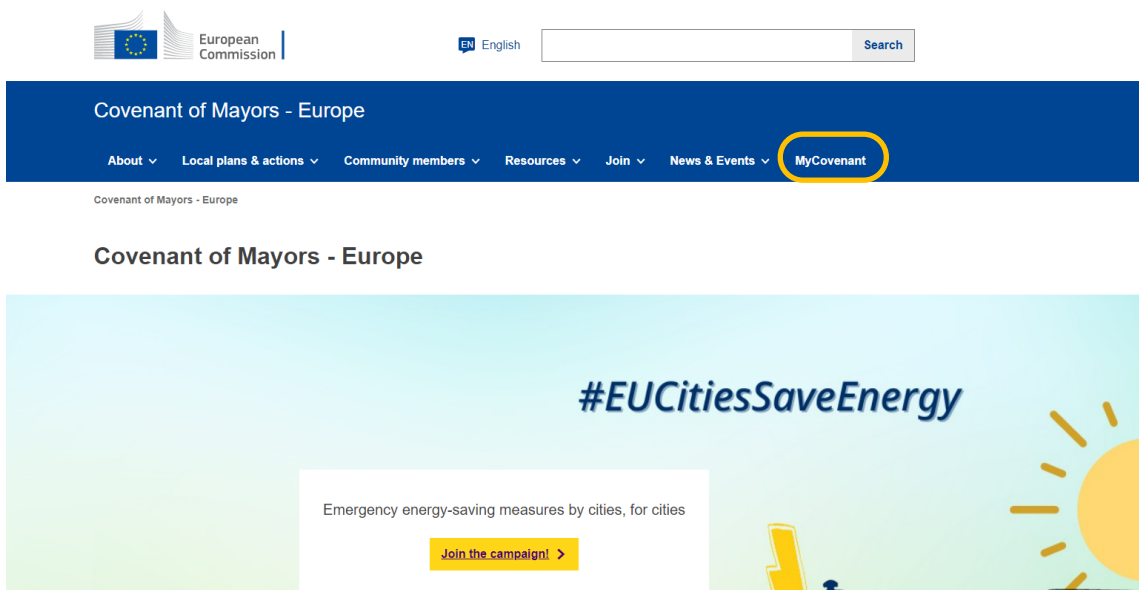 European
Commission
EN English
Search
Covenant of Mayors - Europe
About Local plans & actions Community members Resources Join News & Events MyCovenant
Covenant of Mayors - Europe
Covenant of Mayors - Europe
#EUCitiesSaveEnergy
Emergency energy-saving measures by cities, for cities
Join the campaign!